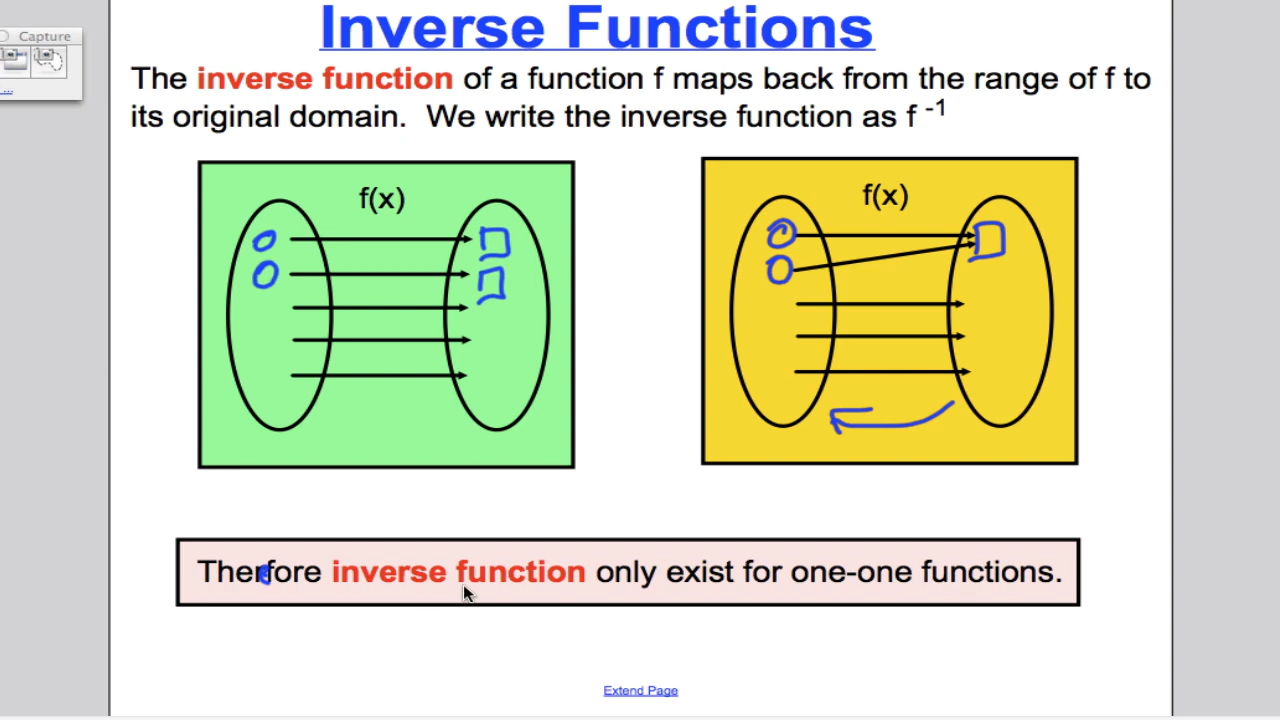 Capture
Inverse Functions
...
The inverse function of a function f maps back from the range of f to
its original domain. We write the inverse function as f -1
f(x)
f(x)
Therefore inverse function only exist for one-one functions.
Extend Page